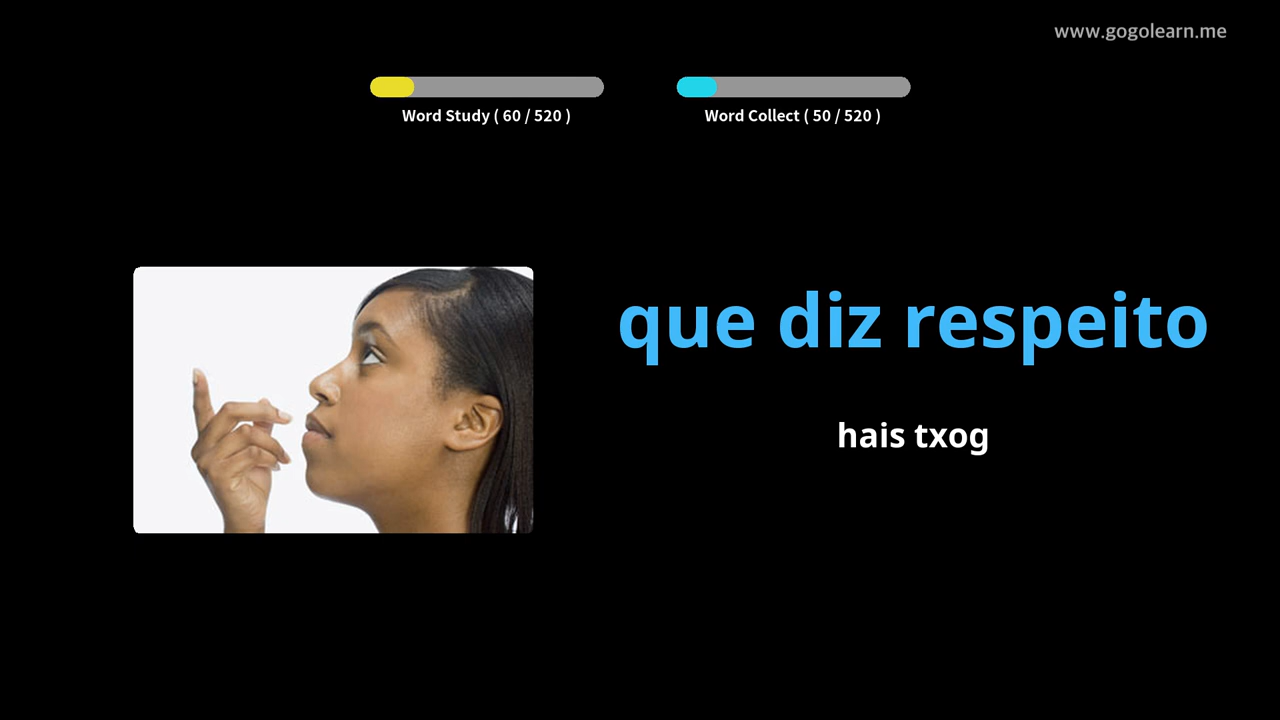 www.gogolearn.me
Word Study ( 60 / 520 )
Word Collect ( 50 / 520 )
que diz respeito
hais txog